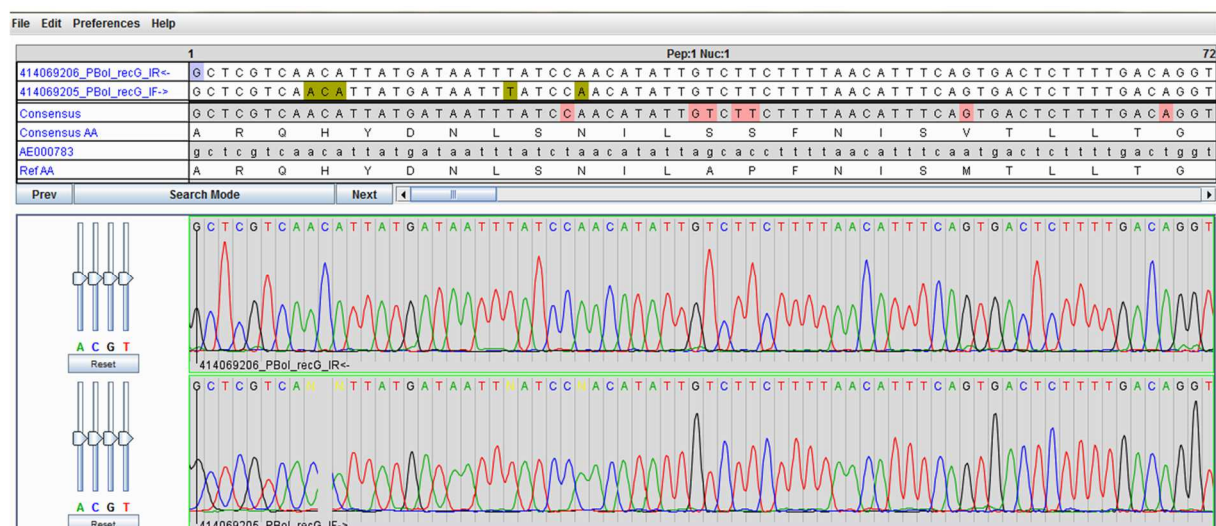 File Edit Preferences Help
1 Pep:1 Nuc:1 72
414069206_PBol_recG_IR<- G C T C G T C A A C A T T A T G A T A A T T T A T C C A A C A T A T T G T C T T C T T T T A A C A T T T C A G T G A C T C T T T T G A C A G G T
414069205_PBol_recG_IF-> G C T C G T C A A C A T T A T G A T A A T T T A T C C A A C A T A T T G T C T T C T T T T A A C A T T T C A G T G A C T C T T T T G A C A G G T
Consensus G C T C G T C A A C A T T A T G A T A A T T T A T C C A A C A T A T T G T C T T C T T T T A A C A T T T C A G T G A C T C T T T T G A C A G G T
Consensus AA A R Q H Y D N L S N I L S S F N I S V T L L T G
AE000783 g c t c g t c a a c a t t a t g a t a a t t t a t c t a a c a t a t t a g c a c c t t t t a a c a t t t c a a t g a c t c t t t t g a c t g g t
Ref AA A R Q H Y D N L S N I L A P F N I S M T L L T G
Prev Search Mode Next
G C T C G T C A A C A T T A T G A T A A T T T A T C C A A C A T A T T G T C T T C T T T T A A C A T T T C A G T G A C T C T T T T G A C A G G T
A C G T
Reset
414069206_PBol_recG_IR<-
G C T C G T C A T T A T G A T A A T T A T C C A C A T A T T G T C T T C T T T T A A C A T T T C A G T G A C T C T T T T G A C A G G T
A C G T
Reset
414069205_PBol_recG_IF->